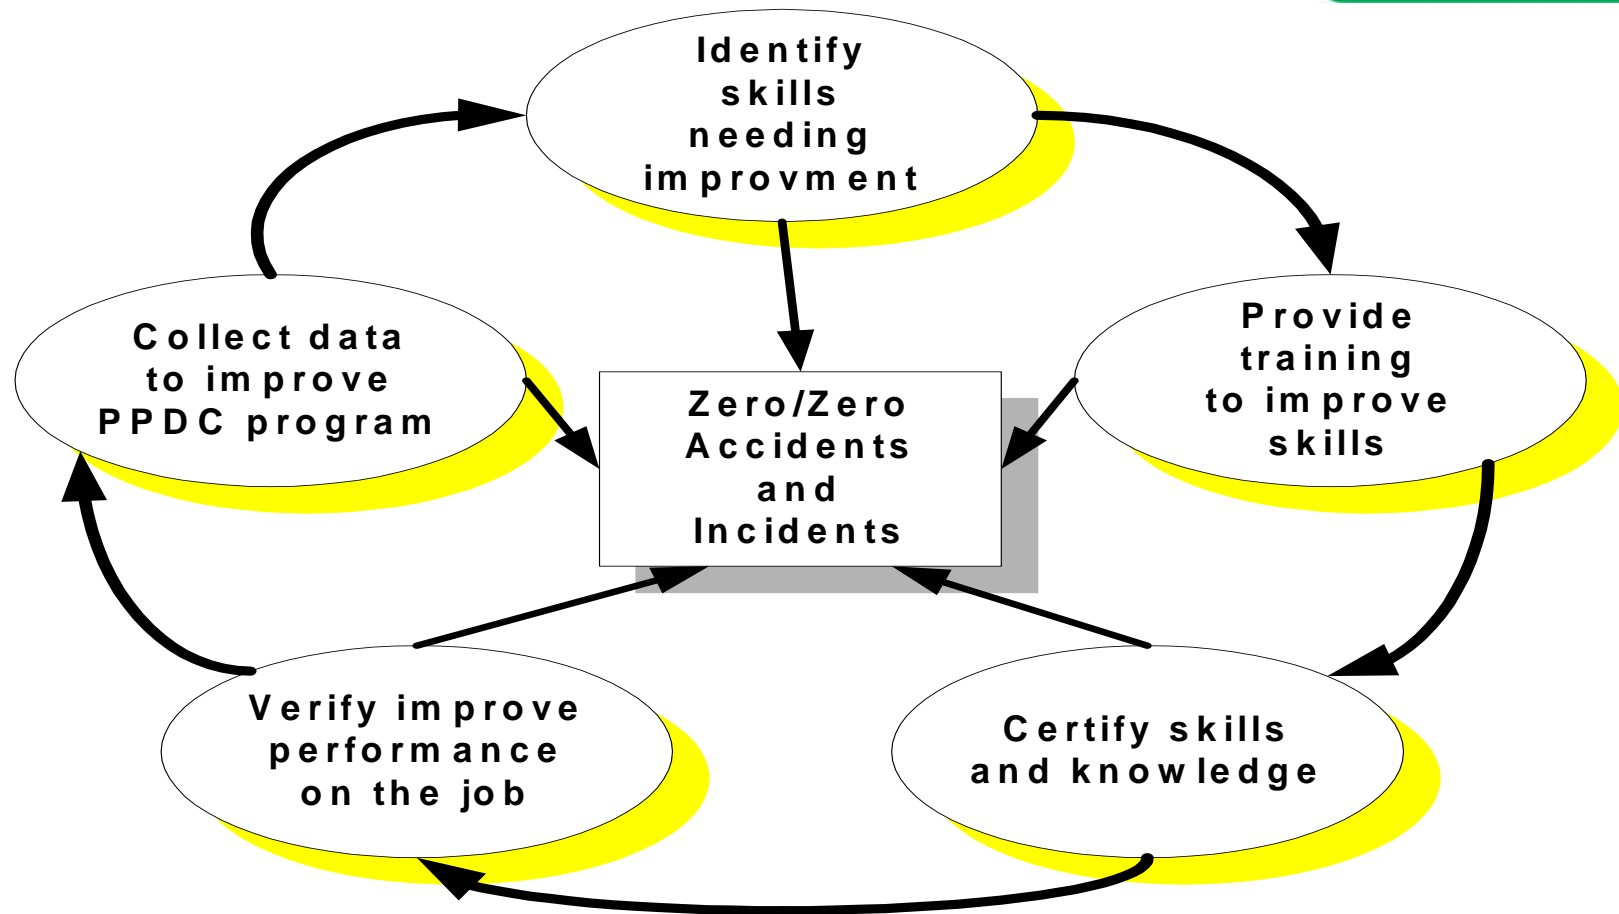 Identify
skills
needing
improvment
Collect data
to improve
PPDC program
Provide
training
to improve
skills
Zero/Zero
Accidents
and
Incidents
Verify improve
performance
on the job
Certify skills
and knowledge